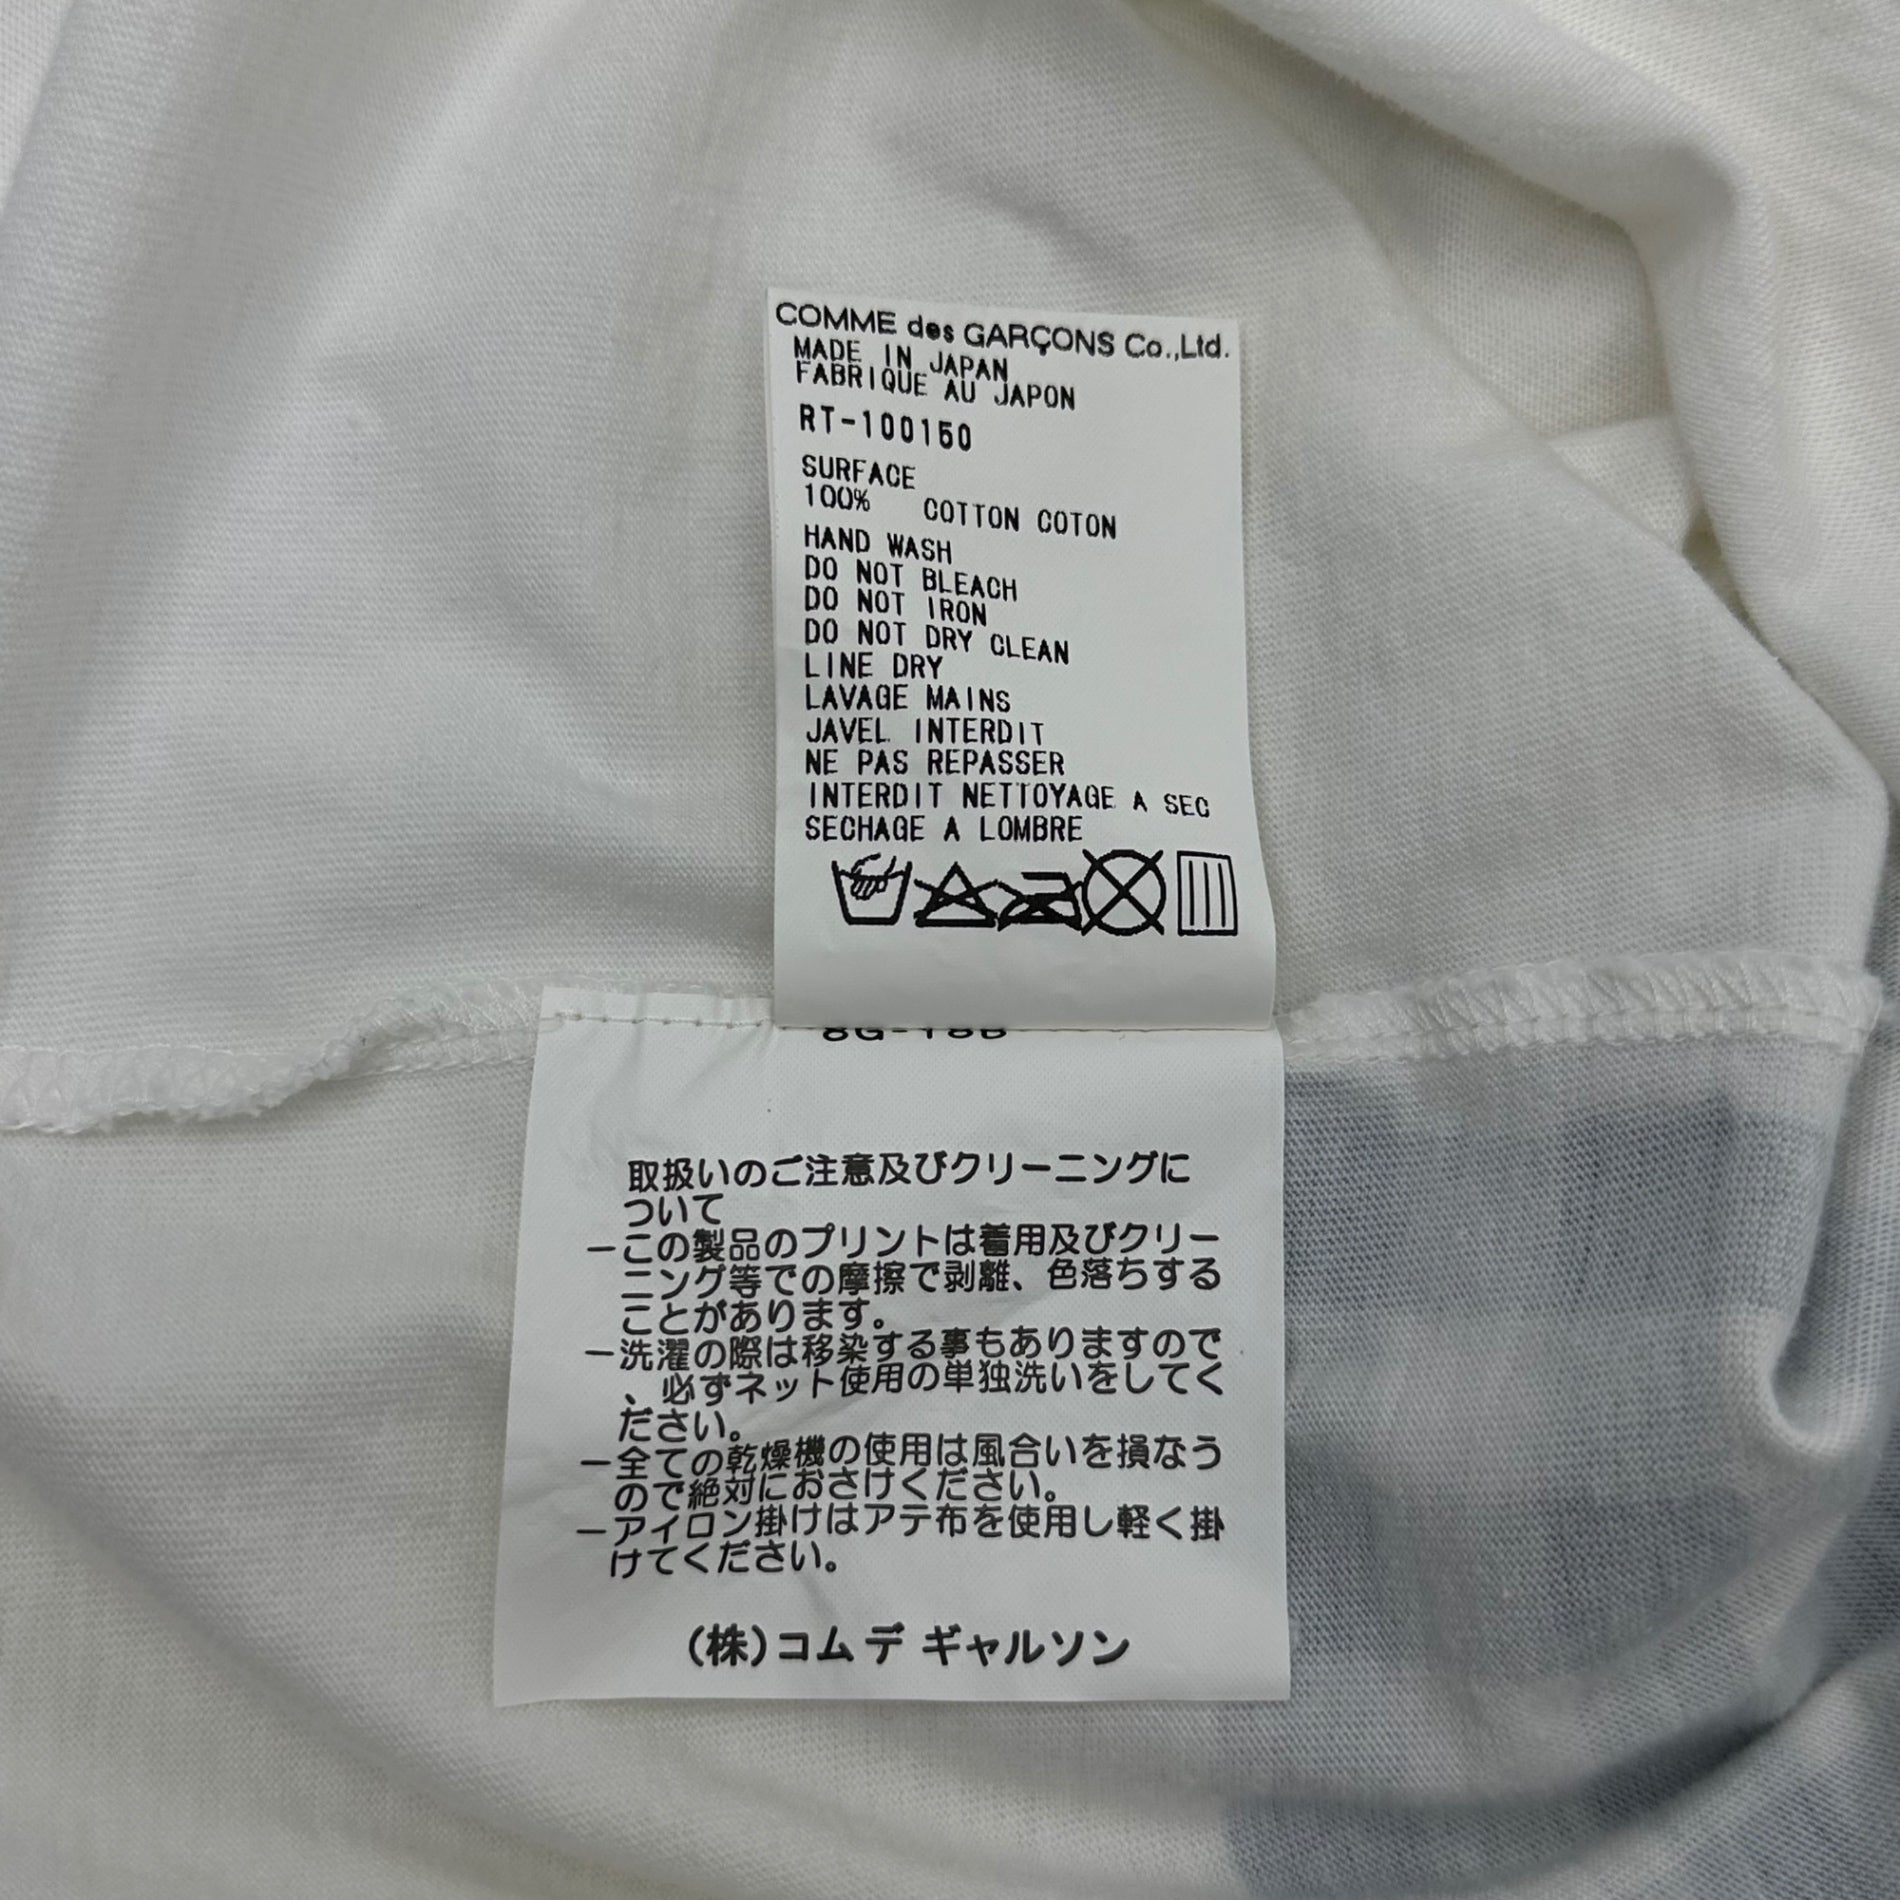 COMME des GARÇONS Co.,Ltd.
MADE IN JAPAN
FABRIQUE AU JAPON
RT-100150
SURFACE
100% COTTON COTON
HAND WASH
DO NOT BLEACH
DO NOT IRON
DO NOT DRY CLEAN
LINE DRY
LAVAGE MAINS
JAVEL INTERDIT
NE PAS REPASSER
INTERDIT NETTOYAGE A SEC
SECHAGE A LOMBRE
取扱いのご注意及びクリーニングに
ついて
－この製品のプリントは着用及びクリー
ニング等での摩擦で剥離、色落ちする
ことがあります。
－洗濯の際は移染する事もありますので
、必ずネット使用の単独洗いをしてく
ださい。
－全ての乾燥機の使用は風合いを損なう
ので絶対におさけください。
－アイロン掛けはアテ布を使用し軽く掛
けてください。
(株)コム デ ギャルソン